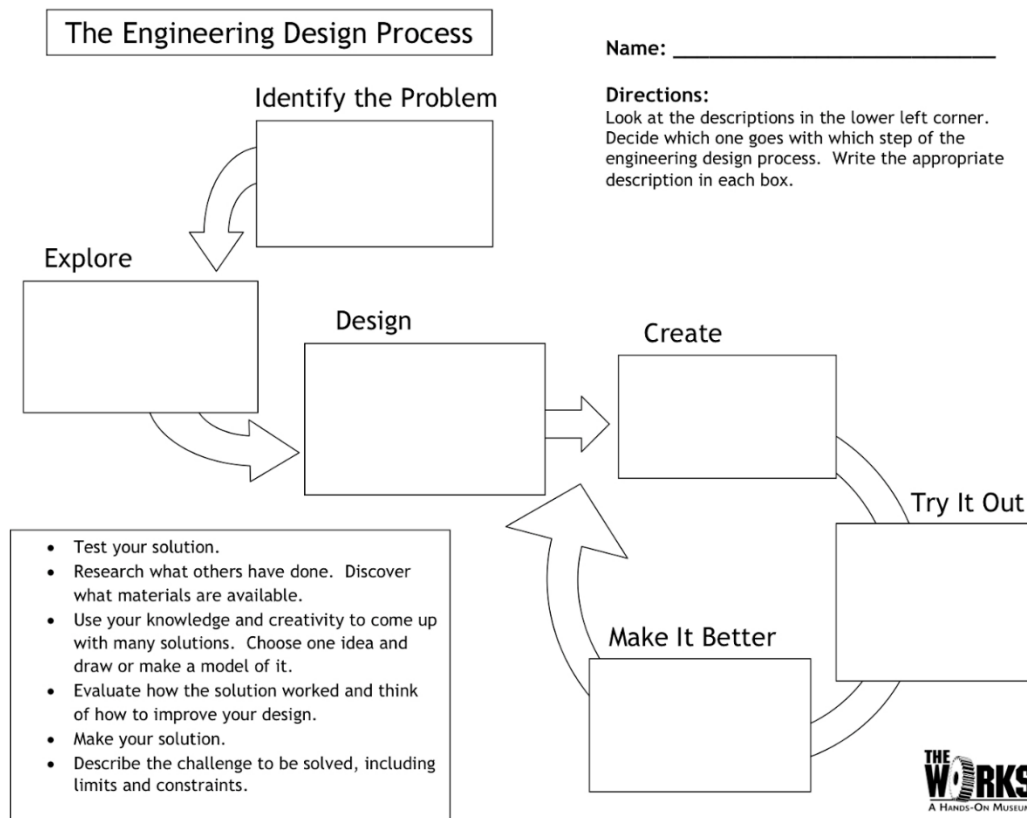 The Engineering Design Process
Name: ______________________________
Directions:
Look at the descriptions in the lower left corner.
Decide which one goes with which step of the
engineering design process.  Write the appropriate
description in each box.
Identify the Problem
Explore
Design
Create
Try It Out
Make It Better
• Test your solution.
• Research what others have done.  Discover
what materials are available.
• Use your knowledge and creativity to come up
with many solutions.  Choose one idea and
draw or make a model of it.
• Evaluate how the solution worked and think
of how to improve your design.
• Make your solution.
• Describe the challenge to be solved, including
limits and constraints.
THE
WORKS
A HANDS-ON MUSEUM